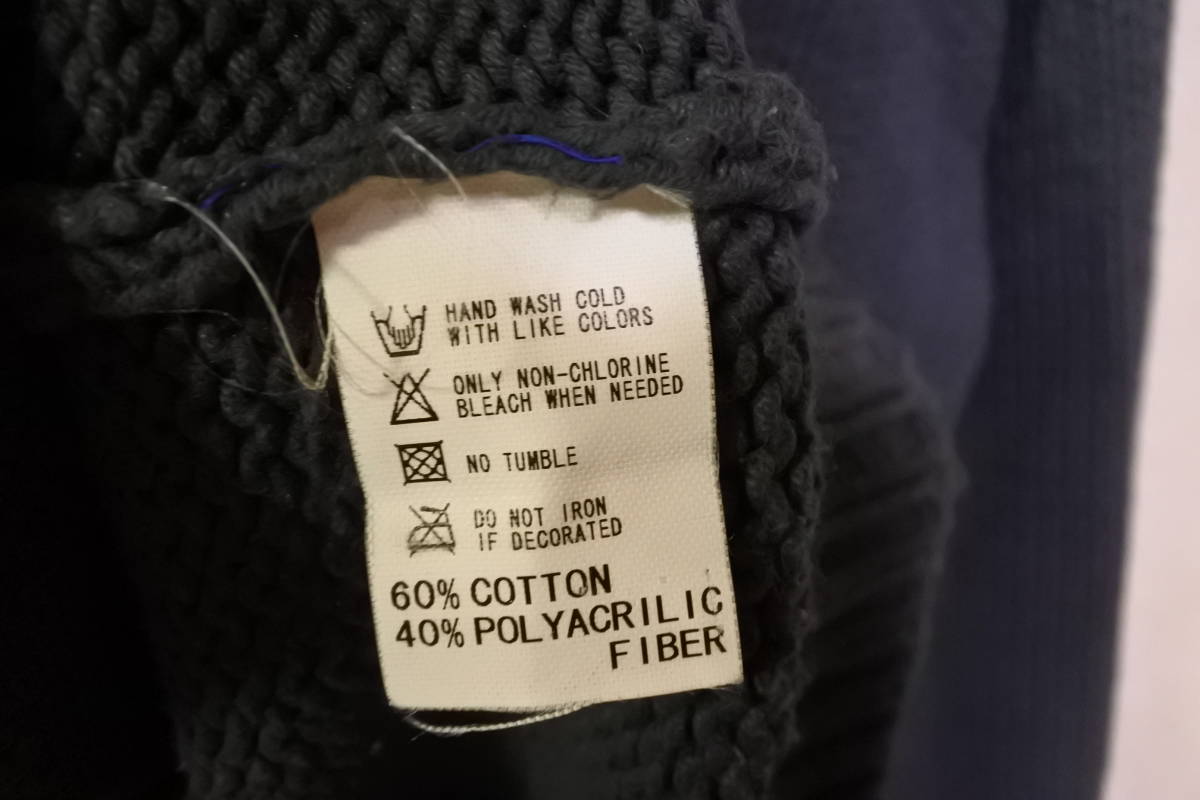 HAND WASH COLD
WITH LIKE COLORS
ONLY NON-CHLORINE
BLEACH WHEN NEEDED
NO TUMBLE
DO NOT IRON
IF DECORATED
60% COTTON
40% POLYACRILIC
FIBER